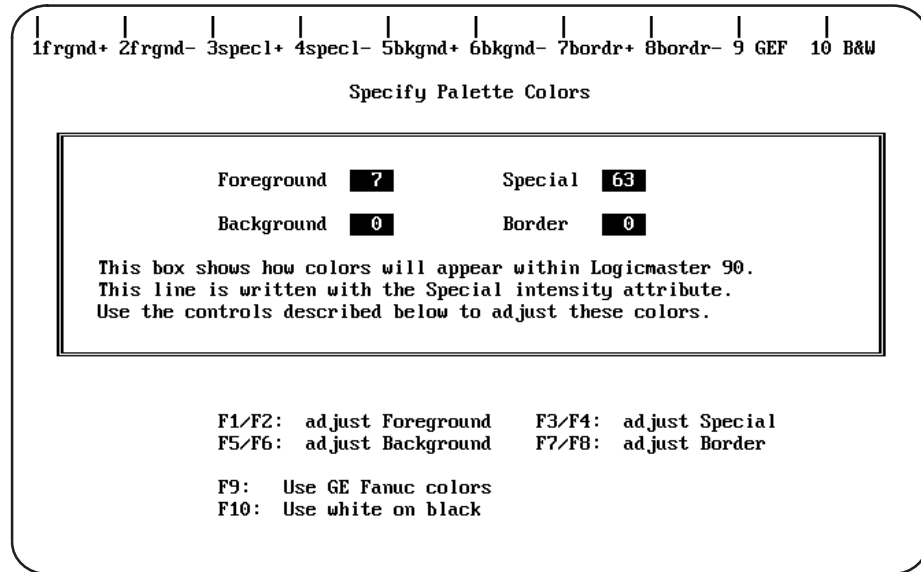 1frgnd+ 2frgnd- 3specl+ 4specl- 5bkgnd+ 6bkgnd- 7bordr+ 8bordr- 9 GEF 10 B&W
Specify Palette Colors
Foreground 7 Special 63
Background 0 Border 0
This box shows how colors will appear within Logicmaster 90.
This line is written with the Special intensity attribute.
Use the controls described below to adjust these colors.
F1/F2: adjust Foreground F3/F4: adjust Special
F5/F6: adjust Background F7/F8: adjust Border
F9: Use GE Fanuc colors
F10: Use white on black